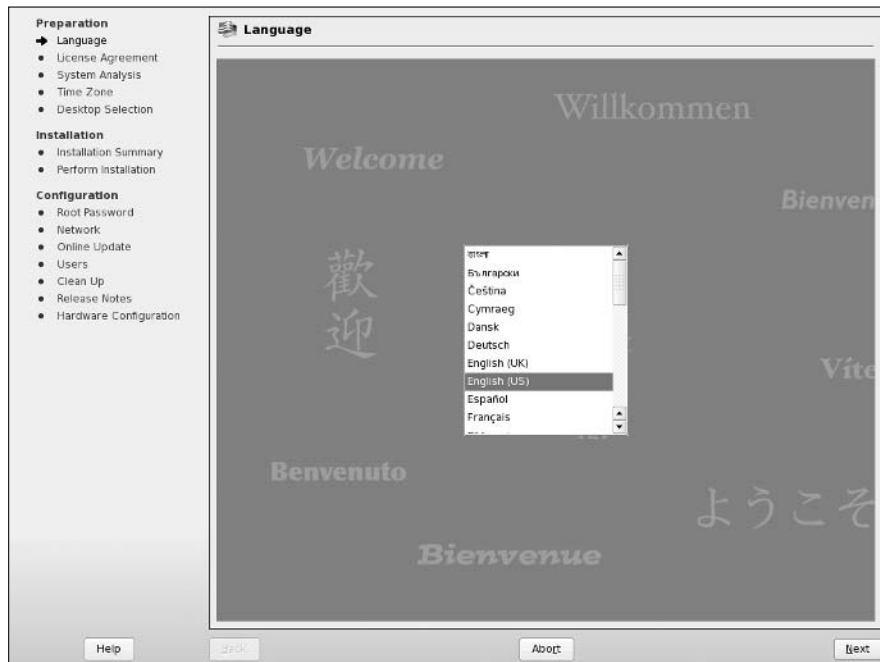 Preparation
Language
License Agreement
System Analysis
Time Zone
Desktop Selection
Installation
Installation Summary
Perform Installation
Configuration
Root Password
Network
Online Update
Users
Clean Up
Release Notes
Hardware Configuration
Language
Willkommen
Welcome
Bienven
歡迎
বাংলা
Български
Čeština
Cymraeg
Dansk
Deutsch
English (UK)
English (US)
Español
Français
Víte
Benvenuto
ようこそ
Bienvenue
Help
Back
Abort
Next